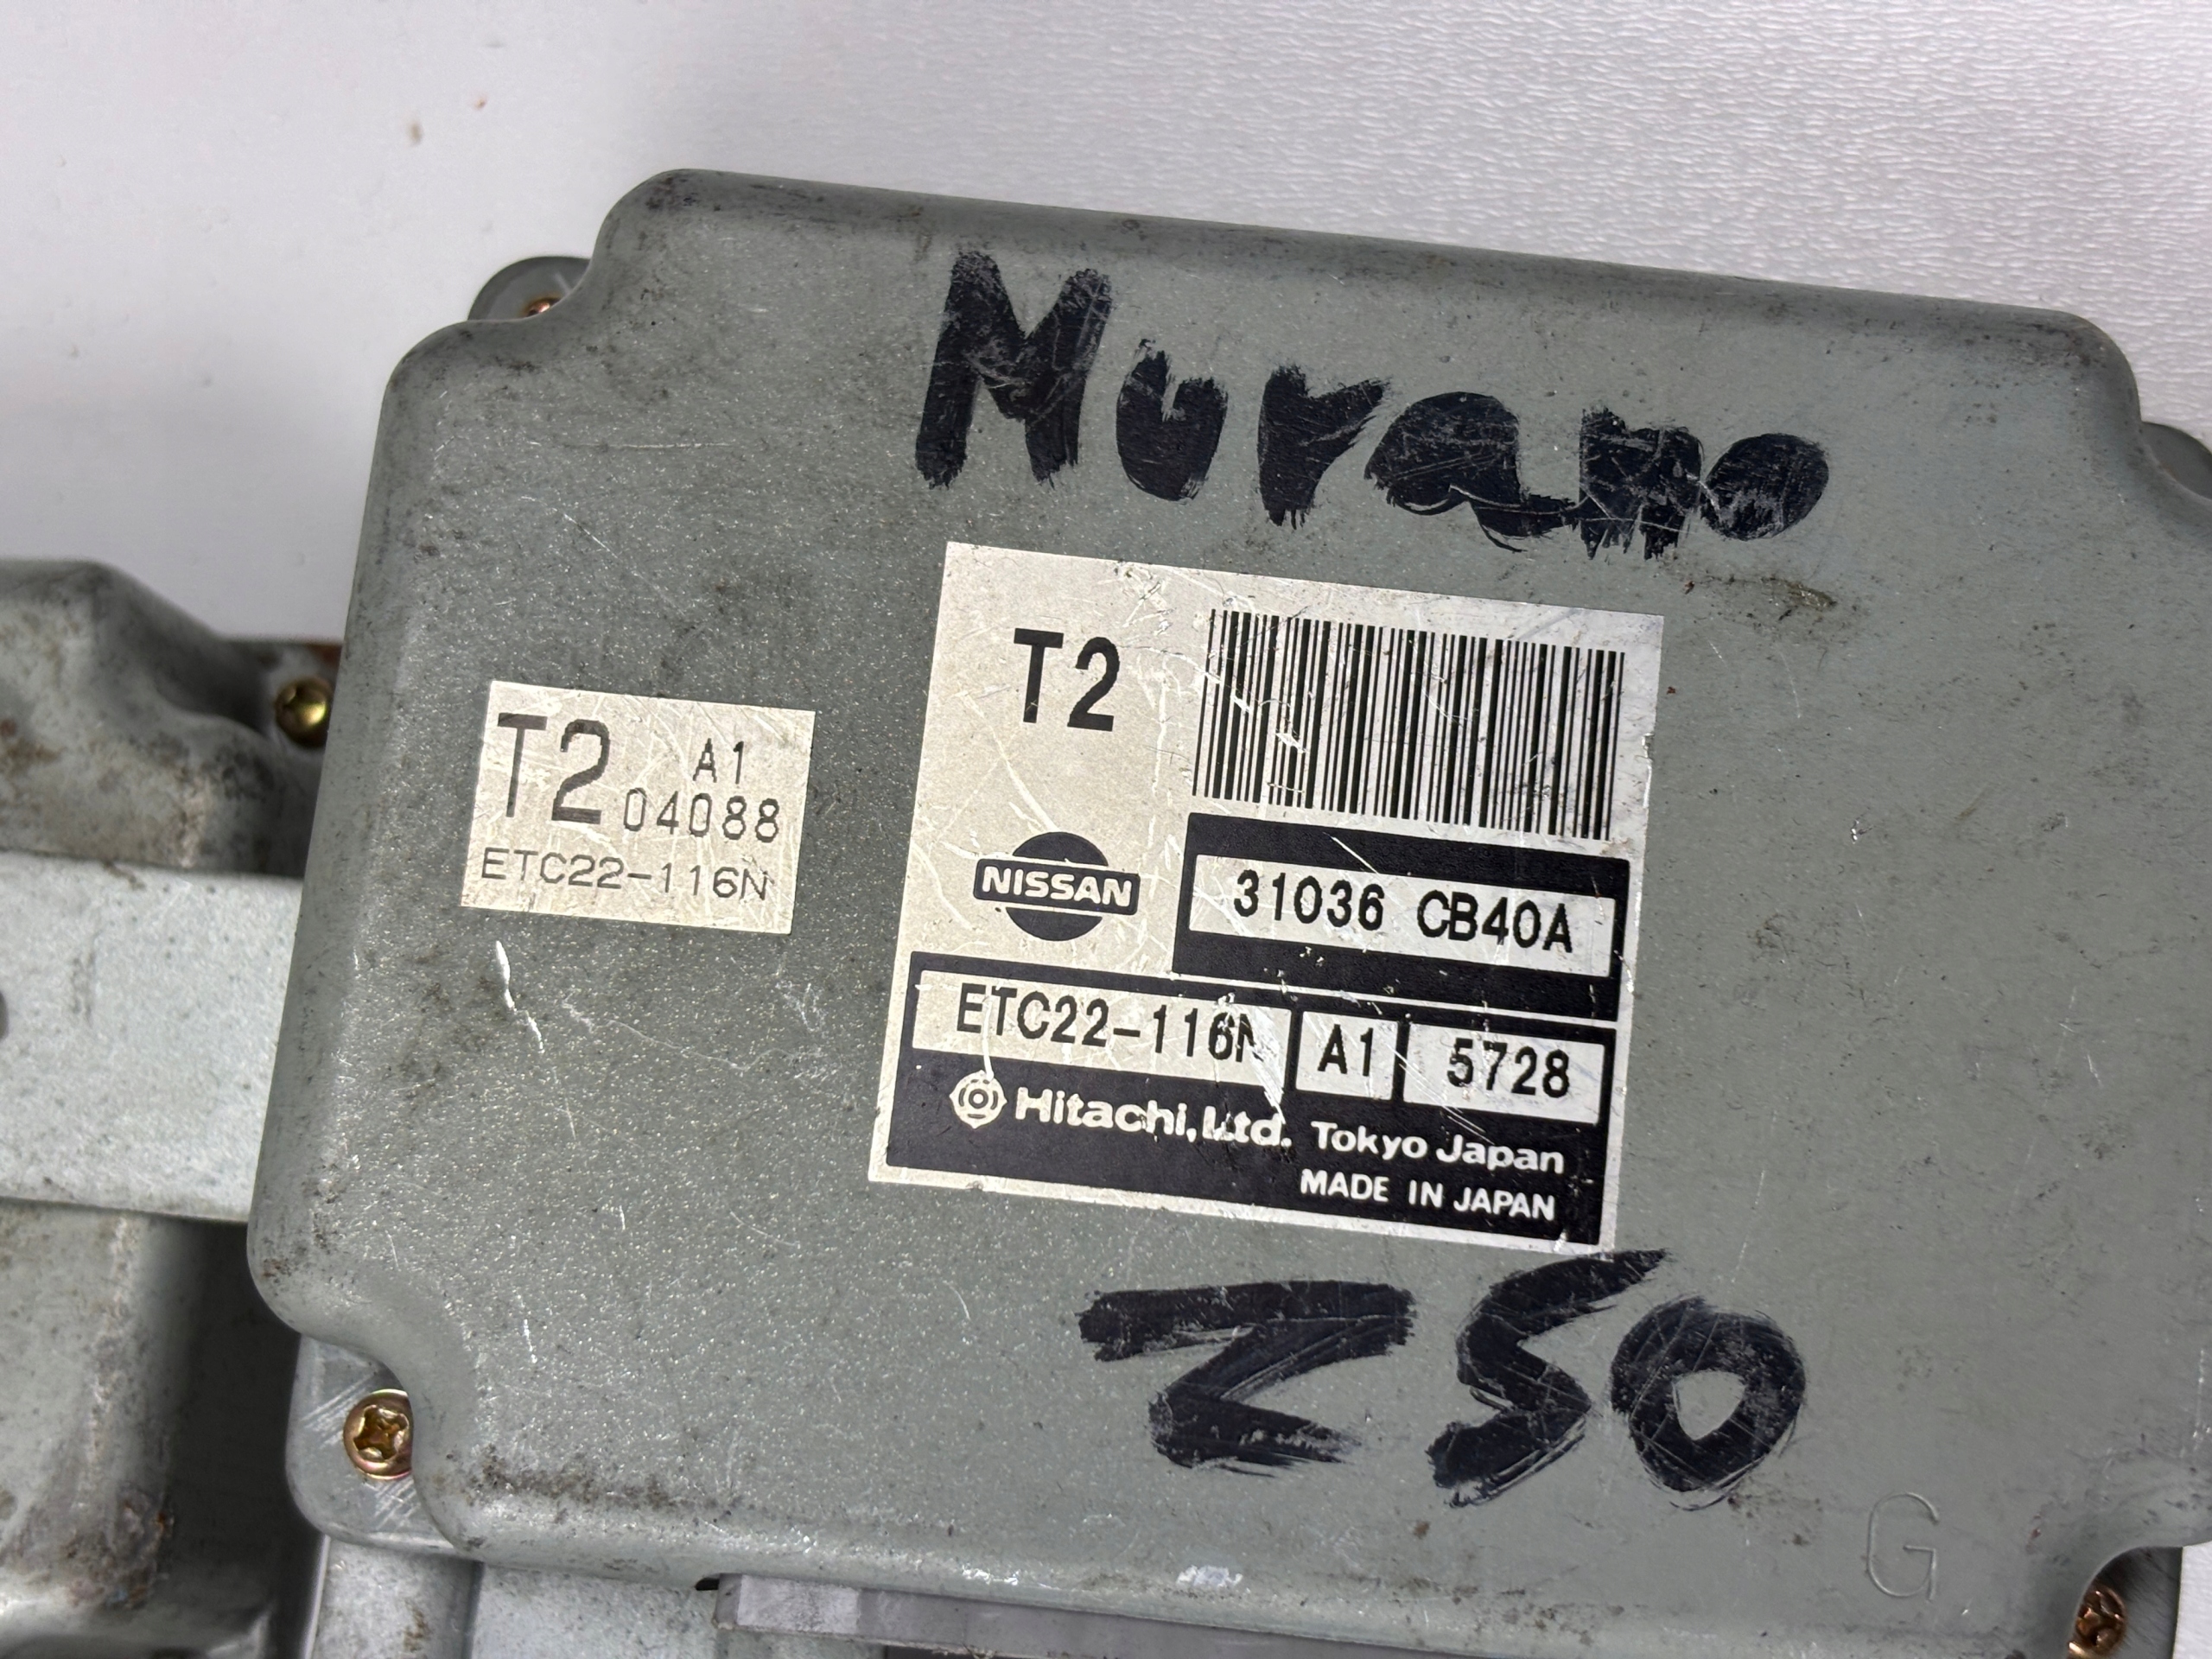 Murano
T2
NISSAN
31036 CB40A
ETC22-116N A1 5728
Hitachi, Ltd. Tokyo Japan
MADE IN JAPAN
T2 A1
04088
ETC22-116N
Z50
G